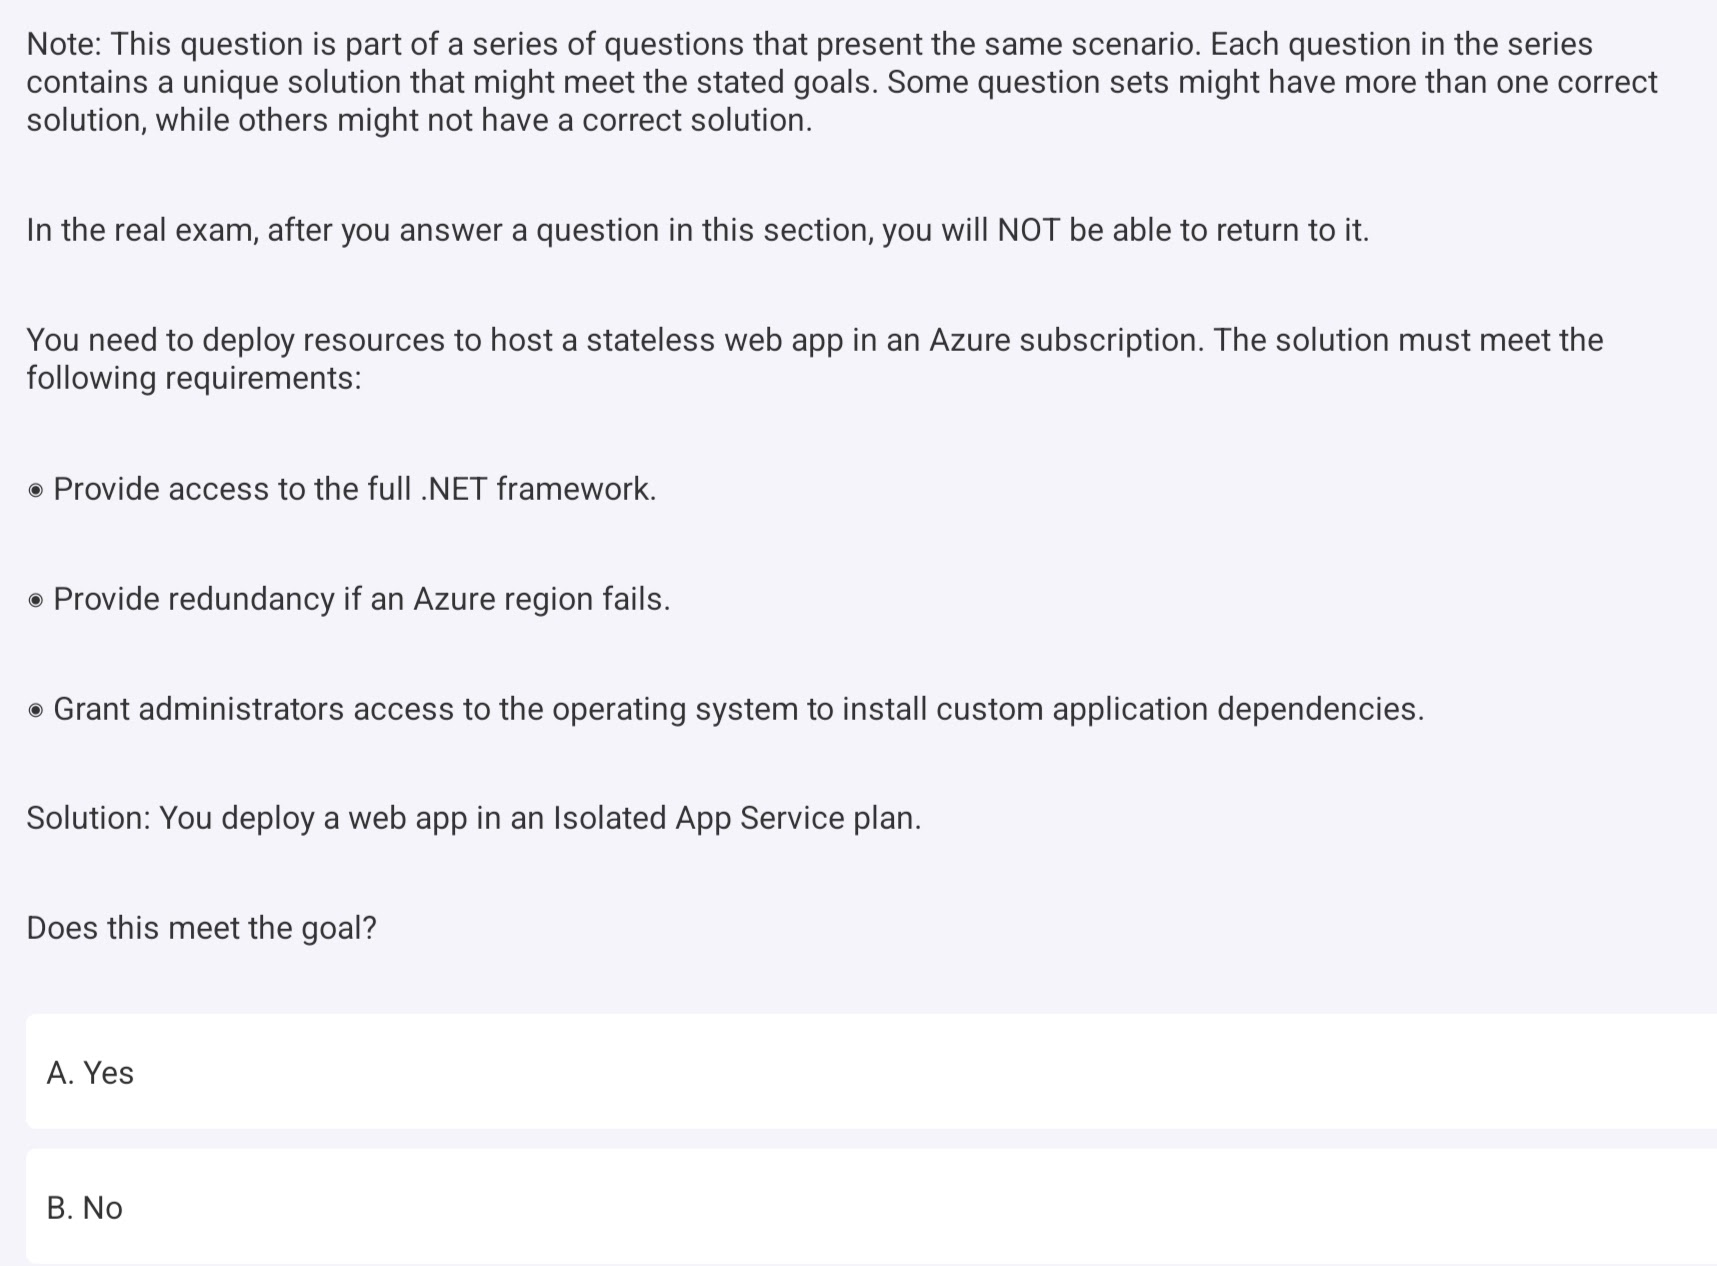 Note: This question is part of a series of questions that present the same scenario. Each question in the series
contains a unique solution that might meet the stated goals. Some question sets might have more than one correct
solution, while others might not have a correct solution.
In the real exam, after you answer a question in this section, you will NOT be able to return to it.
You need to deploy resources to host a stateless web app in an Azure subscription. The solution must meet the
following requirements:
◉ Provide access to the full .NET framework.
◉ Provide redundancy if an Azure region fails.
◉ Grant administrators access to the operating system to install custom application dependencies.
Solution: You deploy a web app in an Isolated App Service plan.
Does this meet the goal?
A. Yes
B. No